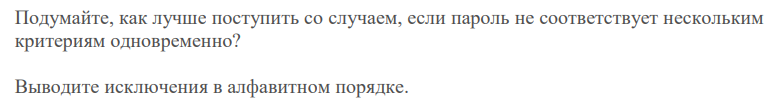 Подумайте, как лучше поступить со случаем, если пароль не соответствует нескольким
критериям одновременно?
Выводите исключения в алфавитном порядке.